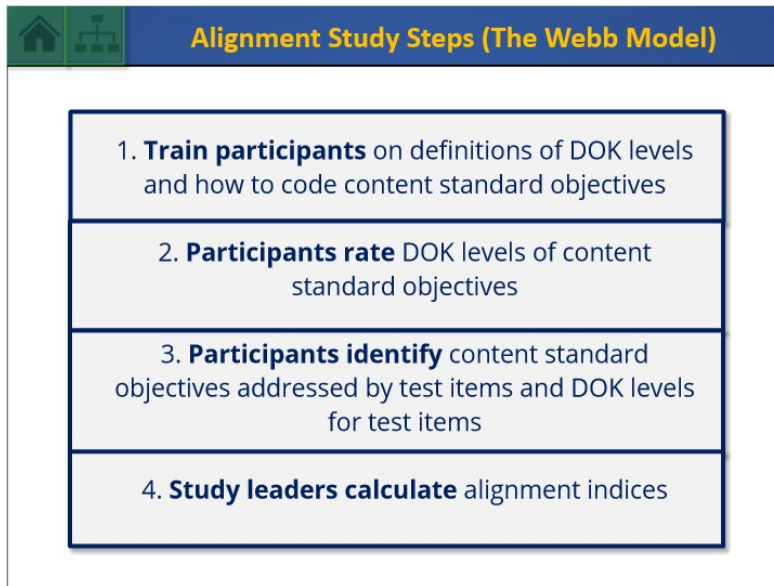 Alignment Study Steps (The Webb Model)
1. Train participants on definitions of DOK levels
and how to code content standard objectives
2. Participants rate DOK levels of content
standard objectives
3. Participants identify content standard
objectives addressed by test items and DOK levels
for test items
4. Study leaders calculate alignment indices